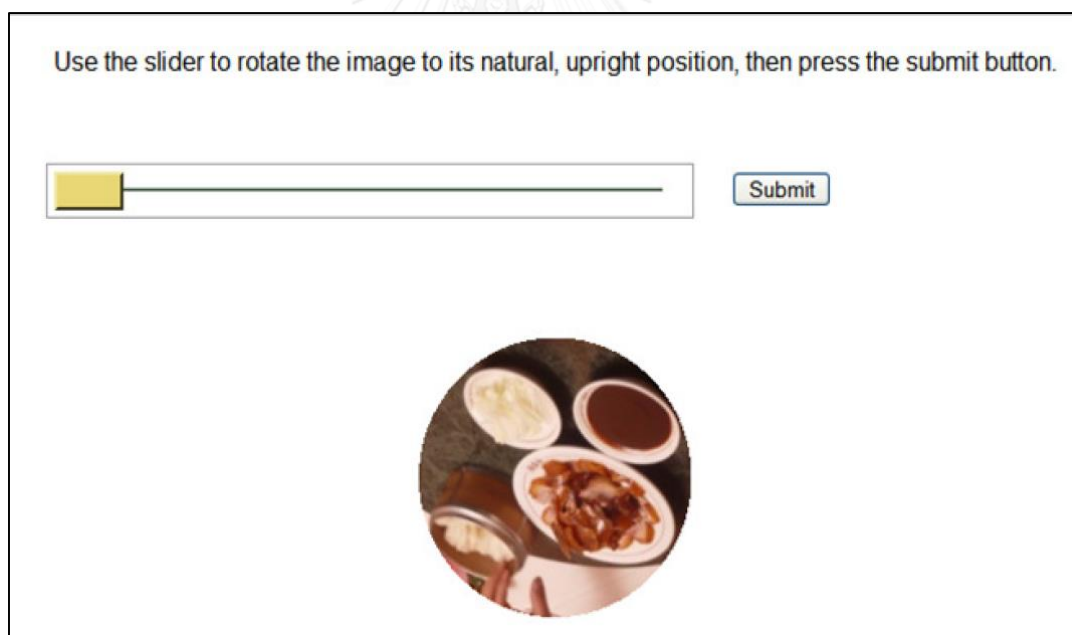 Use the slider to rotate the image to its natural, upright position, then press the submit button.
Submit